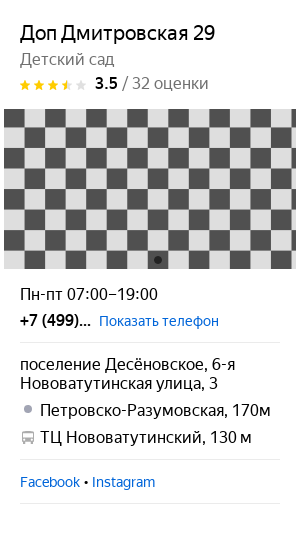 Доп Дмитровская 29
Детский сад
3.5 / 32 оценки
Пн-пт 07:00–19:00
+7 (499)... Показать телефон
поселение Десёновское, 6-я
Нововатутинская улица, 3
Петровско-Разумовская, 170м
ТЦ Нововатутинский, 130 м
Facebook • Instagram